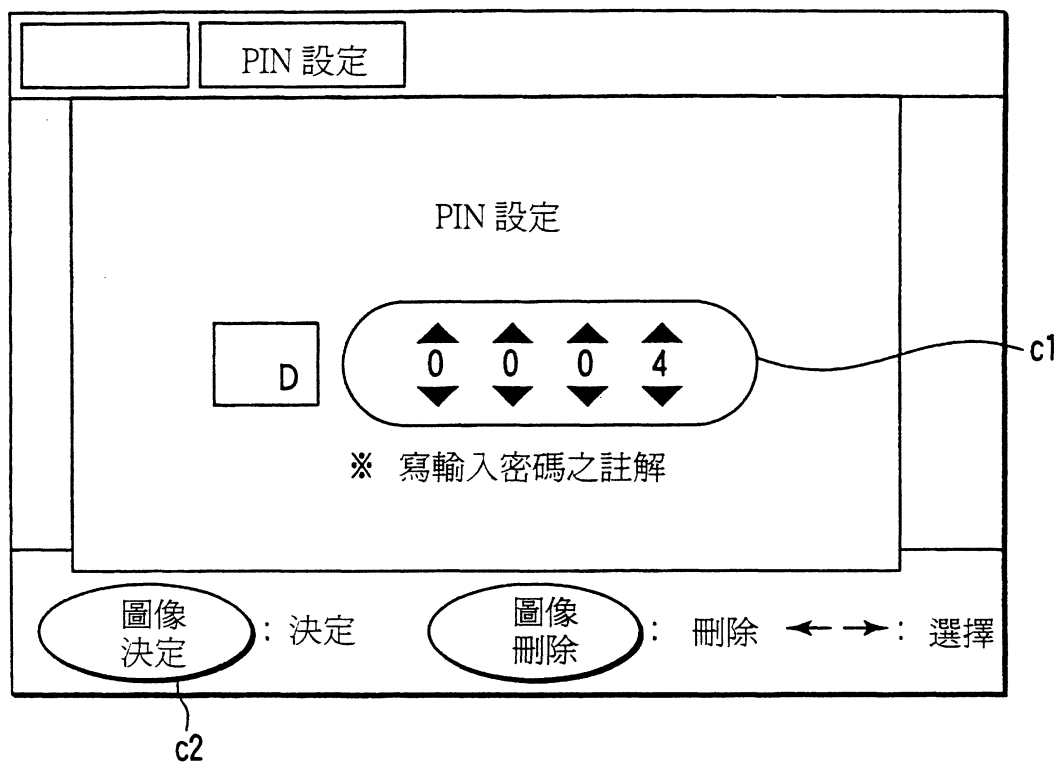 PIN 設定
PIN 設定
D 0 0 0 4 c1
※ 寫輸入密碼之註解
圖像決定 : 決定 圖像刪除 : 刪除 ←→ : 選擇
c2